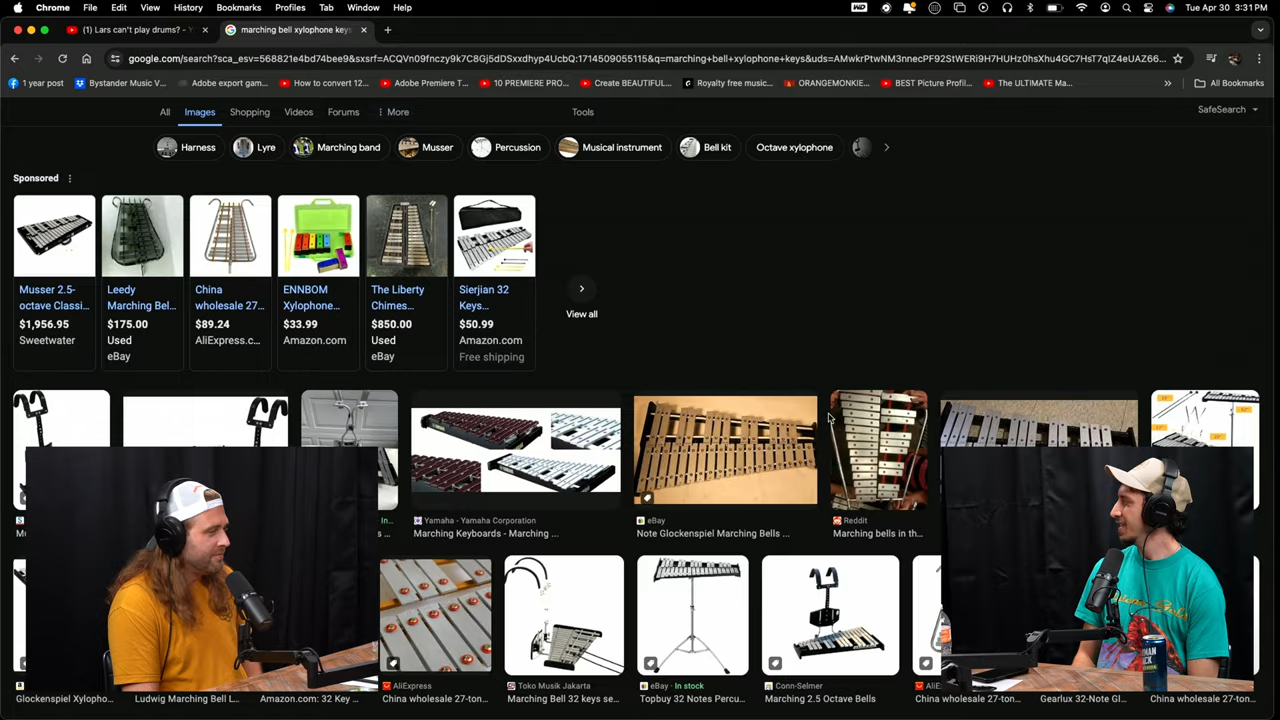 Chrome File Edit View History Bookmarks Profiles Tab Window Help
Tue Apr 30 3:31 PM
(1) Lars can't play drums? - Y
marching bell xylophone keys
google.com/search?sca_esv=568821e4bd74bee9&sxsrf=ACQVn09fnczy9k7C8Gj5dDSxxdhyp4UcbQ:1714509055115&q=marching+bell+xylophone+keys&uds=AMwkrPtwNM3nnecPF92StWERi9H7HUHz0hsXhu4GC7HsT7qIZ4eUAZ66...
1 year post
Bystander Music V...
Adobe export gam...
How to convert 12...
Adobe Premiere T...
10 PREMIERE PRO...
Create BEAUTIFUL...
Royalty free music...
ORANGEMONKIE...
BEST Picture Profil...
The ULTIMATE Ma...
All Bookmarks
All Images Shopping Videos Forums More Tools SafeSearch
Harness Lyre Marching band Musser Percussion Musical instrument Bell kit Octave xylophone
Sponsored
Musser 2.5-
octave Classi...
$1,956.95
Sweetwater
Leedy
Marching Bel...
$175.00
Used
eBay
China
wholesale 27...
$89.24
AliExpress.c...
ENNBOM
Xylophone...
$33.99
Amazon.com
The Liberty
Chimes...
$850.00
Used
eBay
Sierjian 32
Keys...
$50.99
Amazon.com
Free shipping
View all
In...
Yamaha - Yamaha Corporation
Marching Keyboards - Marching ...
eBay
Note Glockenspiel Marching Bells ...
Reddit
Marching bells in th...
Glockenspiel Xylopho...
Ludwig Marching Bell L...
Amazon.com: 32 Key ...
AliExpress
China wholesale 27-ton...
Toko Musik Jakarta
Marching Bell 32 keys se...
eBay · In stock
Topbuy 32 Notes Percu...
Conn-Selmer
Marching 2.5 Octave Bells
AliE
China wholesale 27-ton...
Gearlux 32-Note Gl...
China wholesale 27-ton...